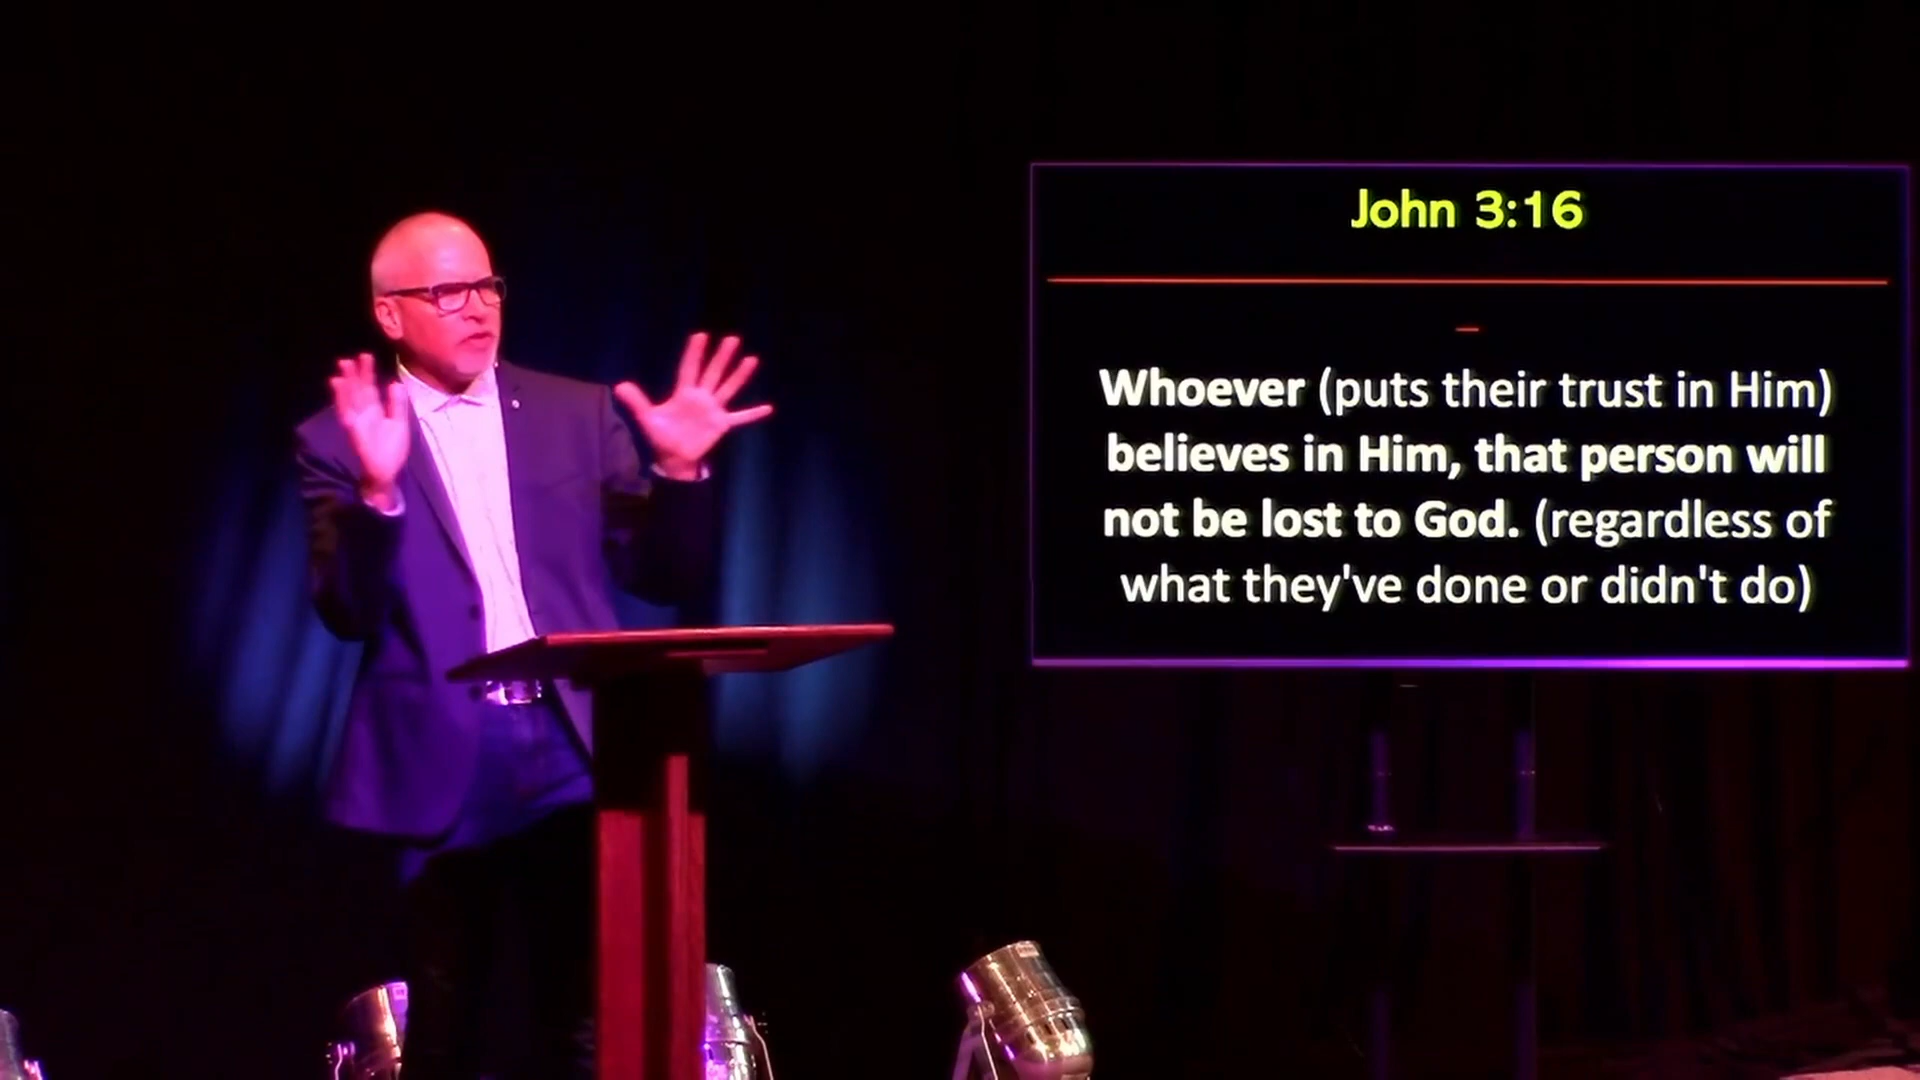 John 3:16
Whoever (puts their trust in Him)
believes in Him, that person will
not be lost to God. (regardless of
what they've done or didn't do)